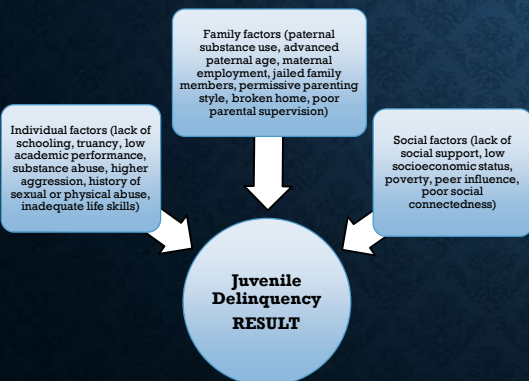 Family factors (paternal
substance use, advanced
paternal age, maternal
employment, jailed family
members, permissive parenting
style, broken home, poor
parental supervision)
Individual factors (lack of
schooling, truancy, low
academic performance,
substance abuse, higher
aggression, history of
sexual or physical abuse,
inadequate life skills)
Social factors (lack of
social support, low
socioeconomic status,
poverty, peer influence,
poor social
connectedness)
Juvenile
Delinquency
RESULT